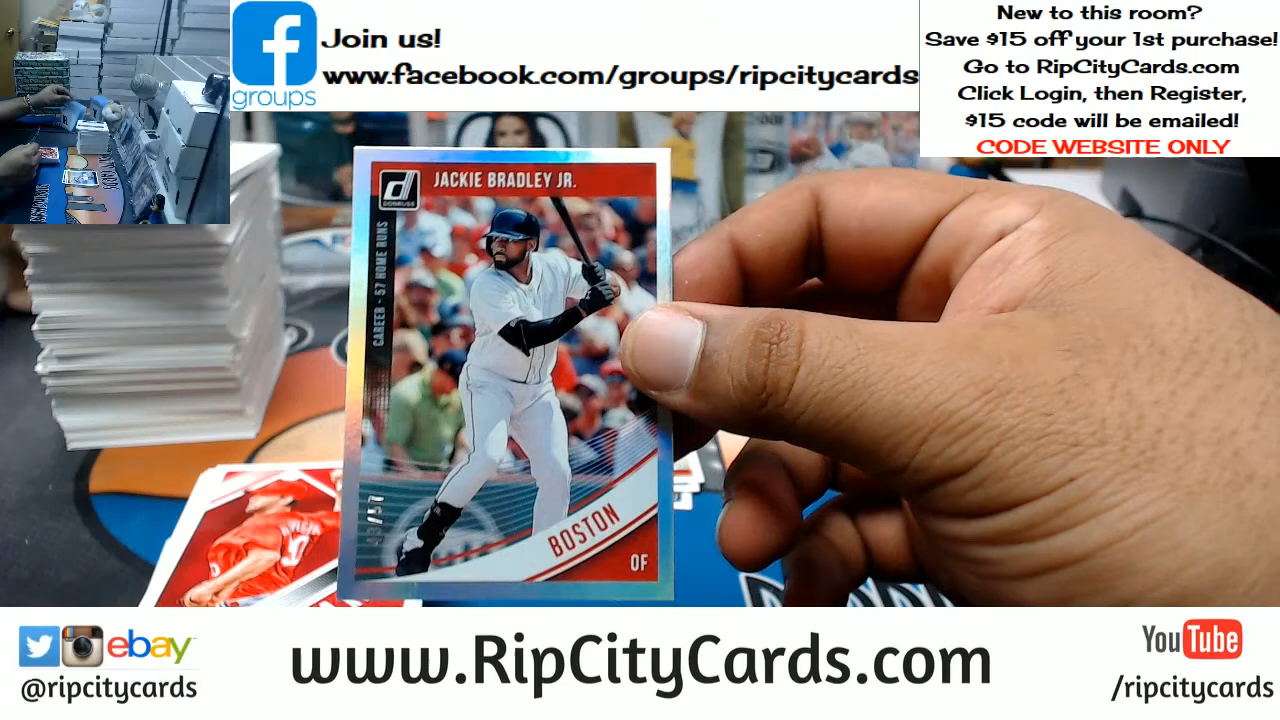 Join us!
www.facebook.com/groups/ripcitycards
groups
New to this room?
Save $15 off your 1st purchase!
Go to RipCityCards.com
Click Login, then Register,
$15 code will be emailed!
CODE WEBSITE ONLY
DONRUSS
JACKIE BRADLEY JR.
CAREER - 57 HOME RUNS
BOSTON
OF
ebay
@ripcitycards
www.RipCityCards.com
YouTube
/ripcitycards